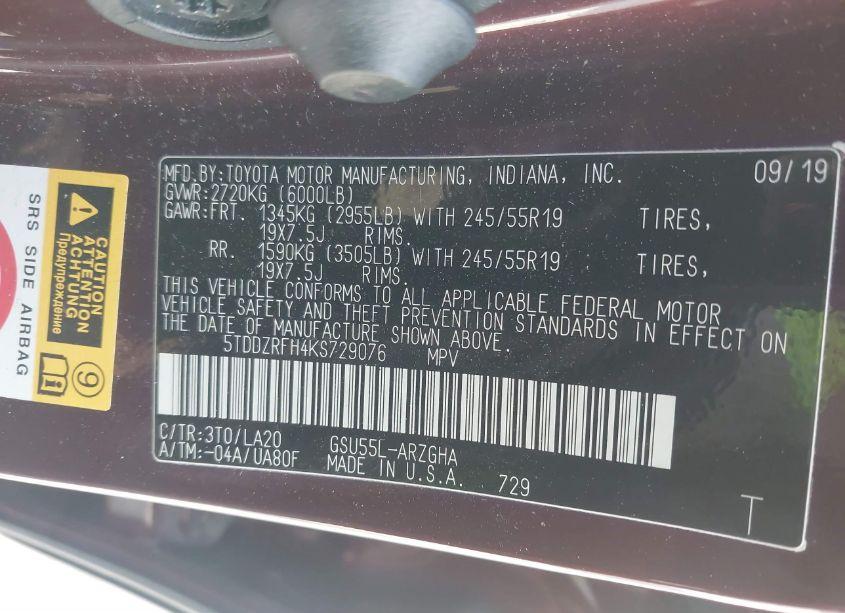 MFD.BY:TOYOTA MOTOR MANUFACTURING, INDIANA, INC. 09/19
GVWR:2720KG (6000LB)
GAWR:FRT. 1345KG (2955LB) WITH 245/55R19 TIRES,
19X7.5J RIMS.
RR. 1590KG (3505LB) WITH 245/55R19 TIRES,
19X7.5J RIMS.
THIS VEHICLE CONFORMS TO ALL APPLICABLE FEDERAL MOTOR
VEHICLE SAFETY AND THEFT PREVENTION STANDARDS IN EFFECT ON
THE DATE OF MANUFACTURE SHOWN ABOVE.
5TDDZRFH4KS729076 MPV
C/TR:3T0/LA20 GSU55L-ARZGHA
A/TM:-04A/UA80F MADE IN U.S.A. 729
T
SRS SIDE AIRBAG
CAUTION
ATTENTION
ACHTUNG
Предупреждение
9